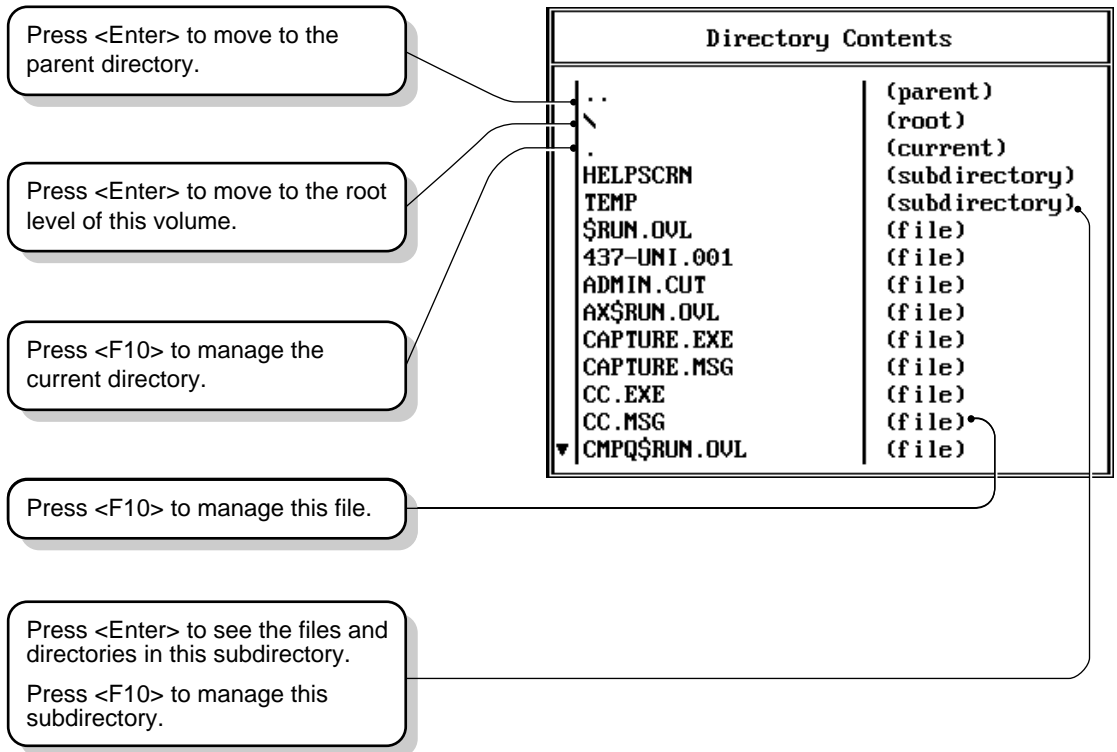 Press <Enter> to move to the
parent directory.
Press <Enter> to move to the root
level of this volume.
Press <F10> to manage the
current directory.
Press <F10> to manage this file.
Press <Enter> to see the files and
directories in this subdirectory.
Press <F10> to manage this
subdirectory.
Directory Contents
.. (parent)
\ (root)
. (current)
HELPSCRN (subdirectory)
TEMP (subdirectory)
$RUN.OVL (file)
437-UNI.001 (file)
ADMIN.CUT (file)
AX$RUN.OVL (file)
CAPTURE.EXE (file)
CAPTURE.MSG (file)
CC.EXE (file)
CC.MSG (file)
▼ CMPQ$RUN.OVL (file)